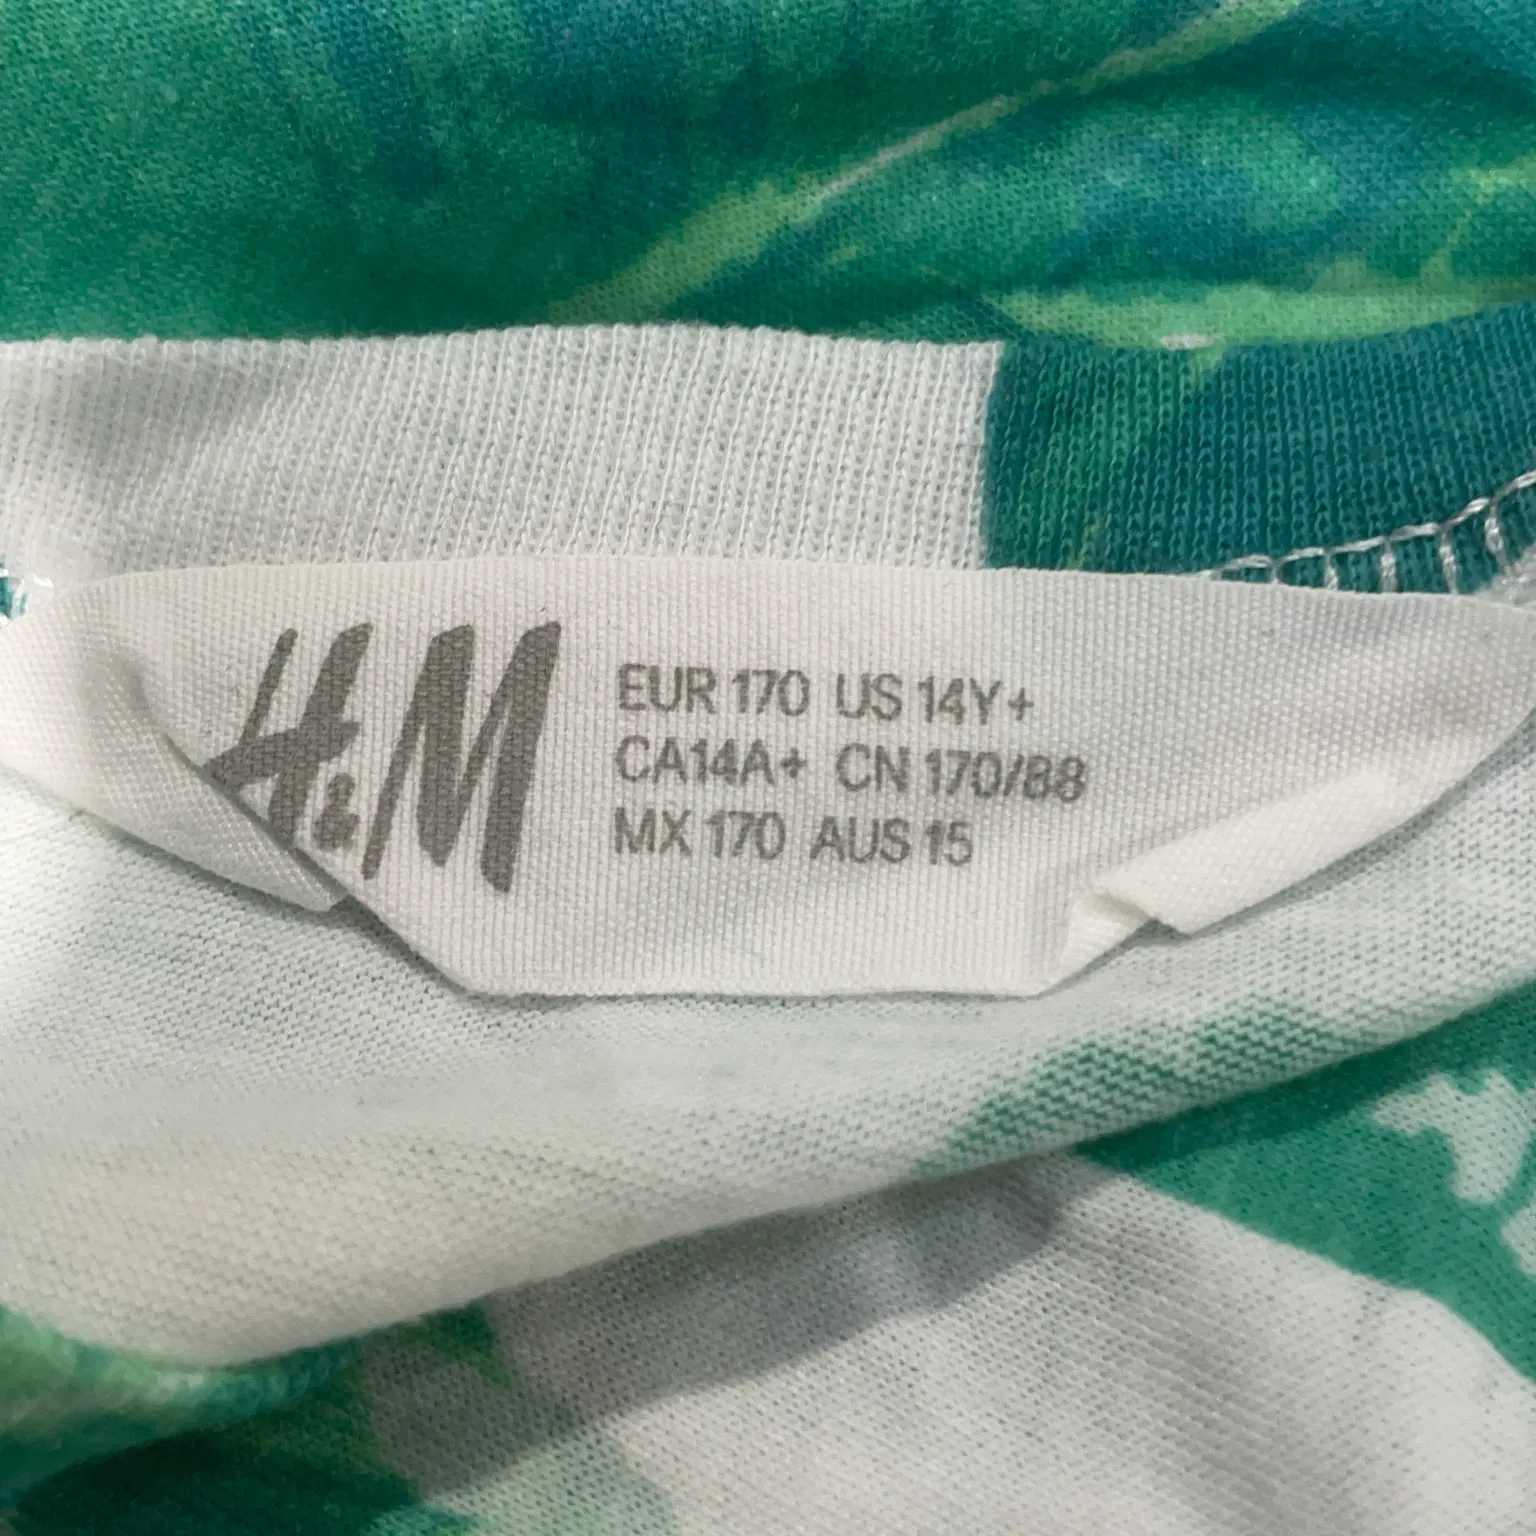 H&M
EUR 170 US 14Y+
CA14A+ CN 170/88
MX 170 AUS 15